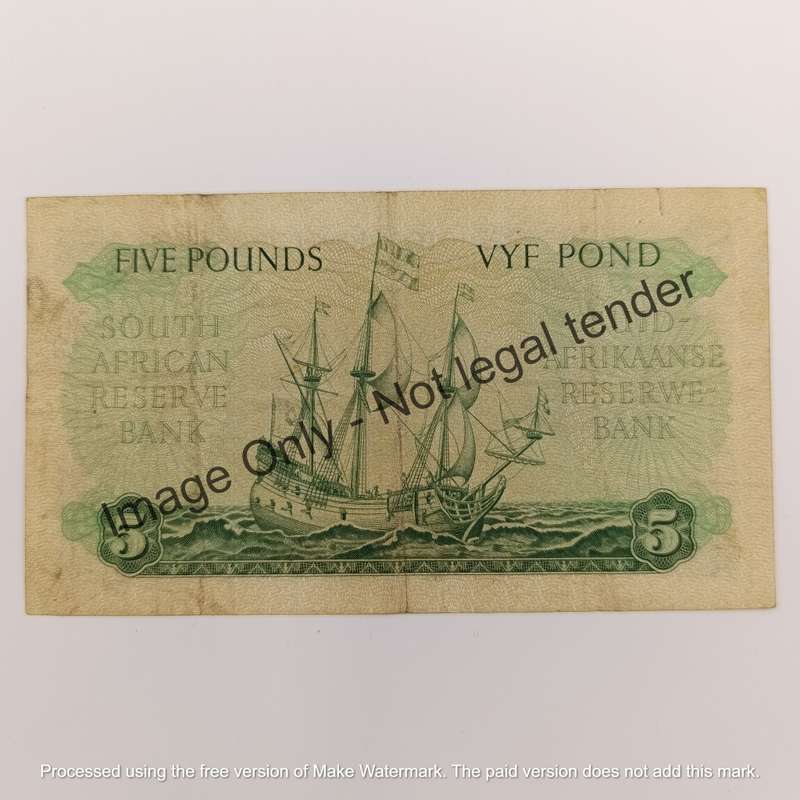 FIVE POUNDS
VYF POND
SOUTH
AFRICAN
RESERVE
BANK
AFRIKAANSE
RESERWE-
BANK
Image Only - Not legal tender
5
5
Processed using the free version of Make Watermark. The paid version does not add this mark.